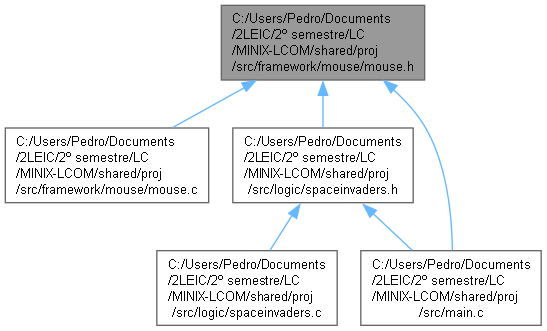 C:/Users/Pedro/Documents
/2LEIC/2º semestre/LC
/MINIX-LCOM/shared/proj
/src/framework/mouse/mouse.h
C:/Users/Pedro/Documents
/2LEIC/2º semestre/LC
/MINIX-LCOM/shared/proj
/src/framework/mouse/mouse.c
C:/Users/Pedro/Documents
/2LEIC/2º semestre/LC
/MINIX-LCOM/shared/proj
/src/logic/spaceinvaders.h
C:/Users/Pedro/Documents
/2LEIC/2º semestre/LC
/MINIX-LCOM/shared/proj
/src/logic/spaceinvaders.c
C:/Users/Pedro/Documents
/2LEIC/2º semestre/LC
/MINIX-LCOM/shared/proj
/src/main.c